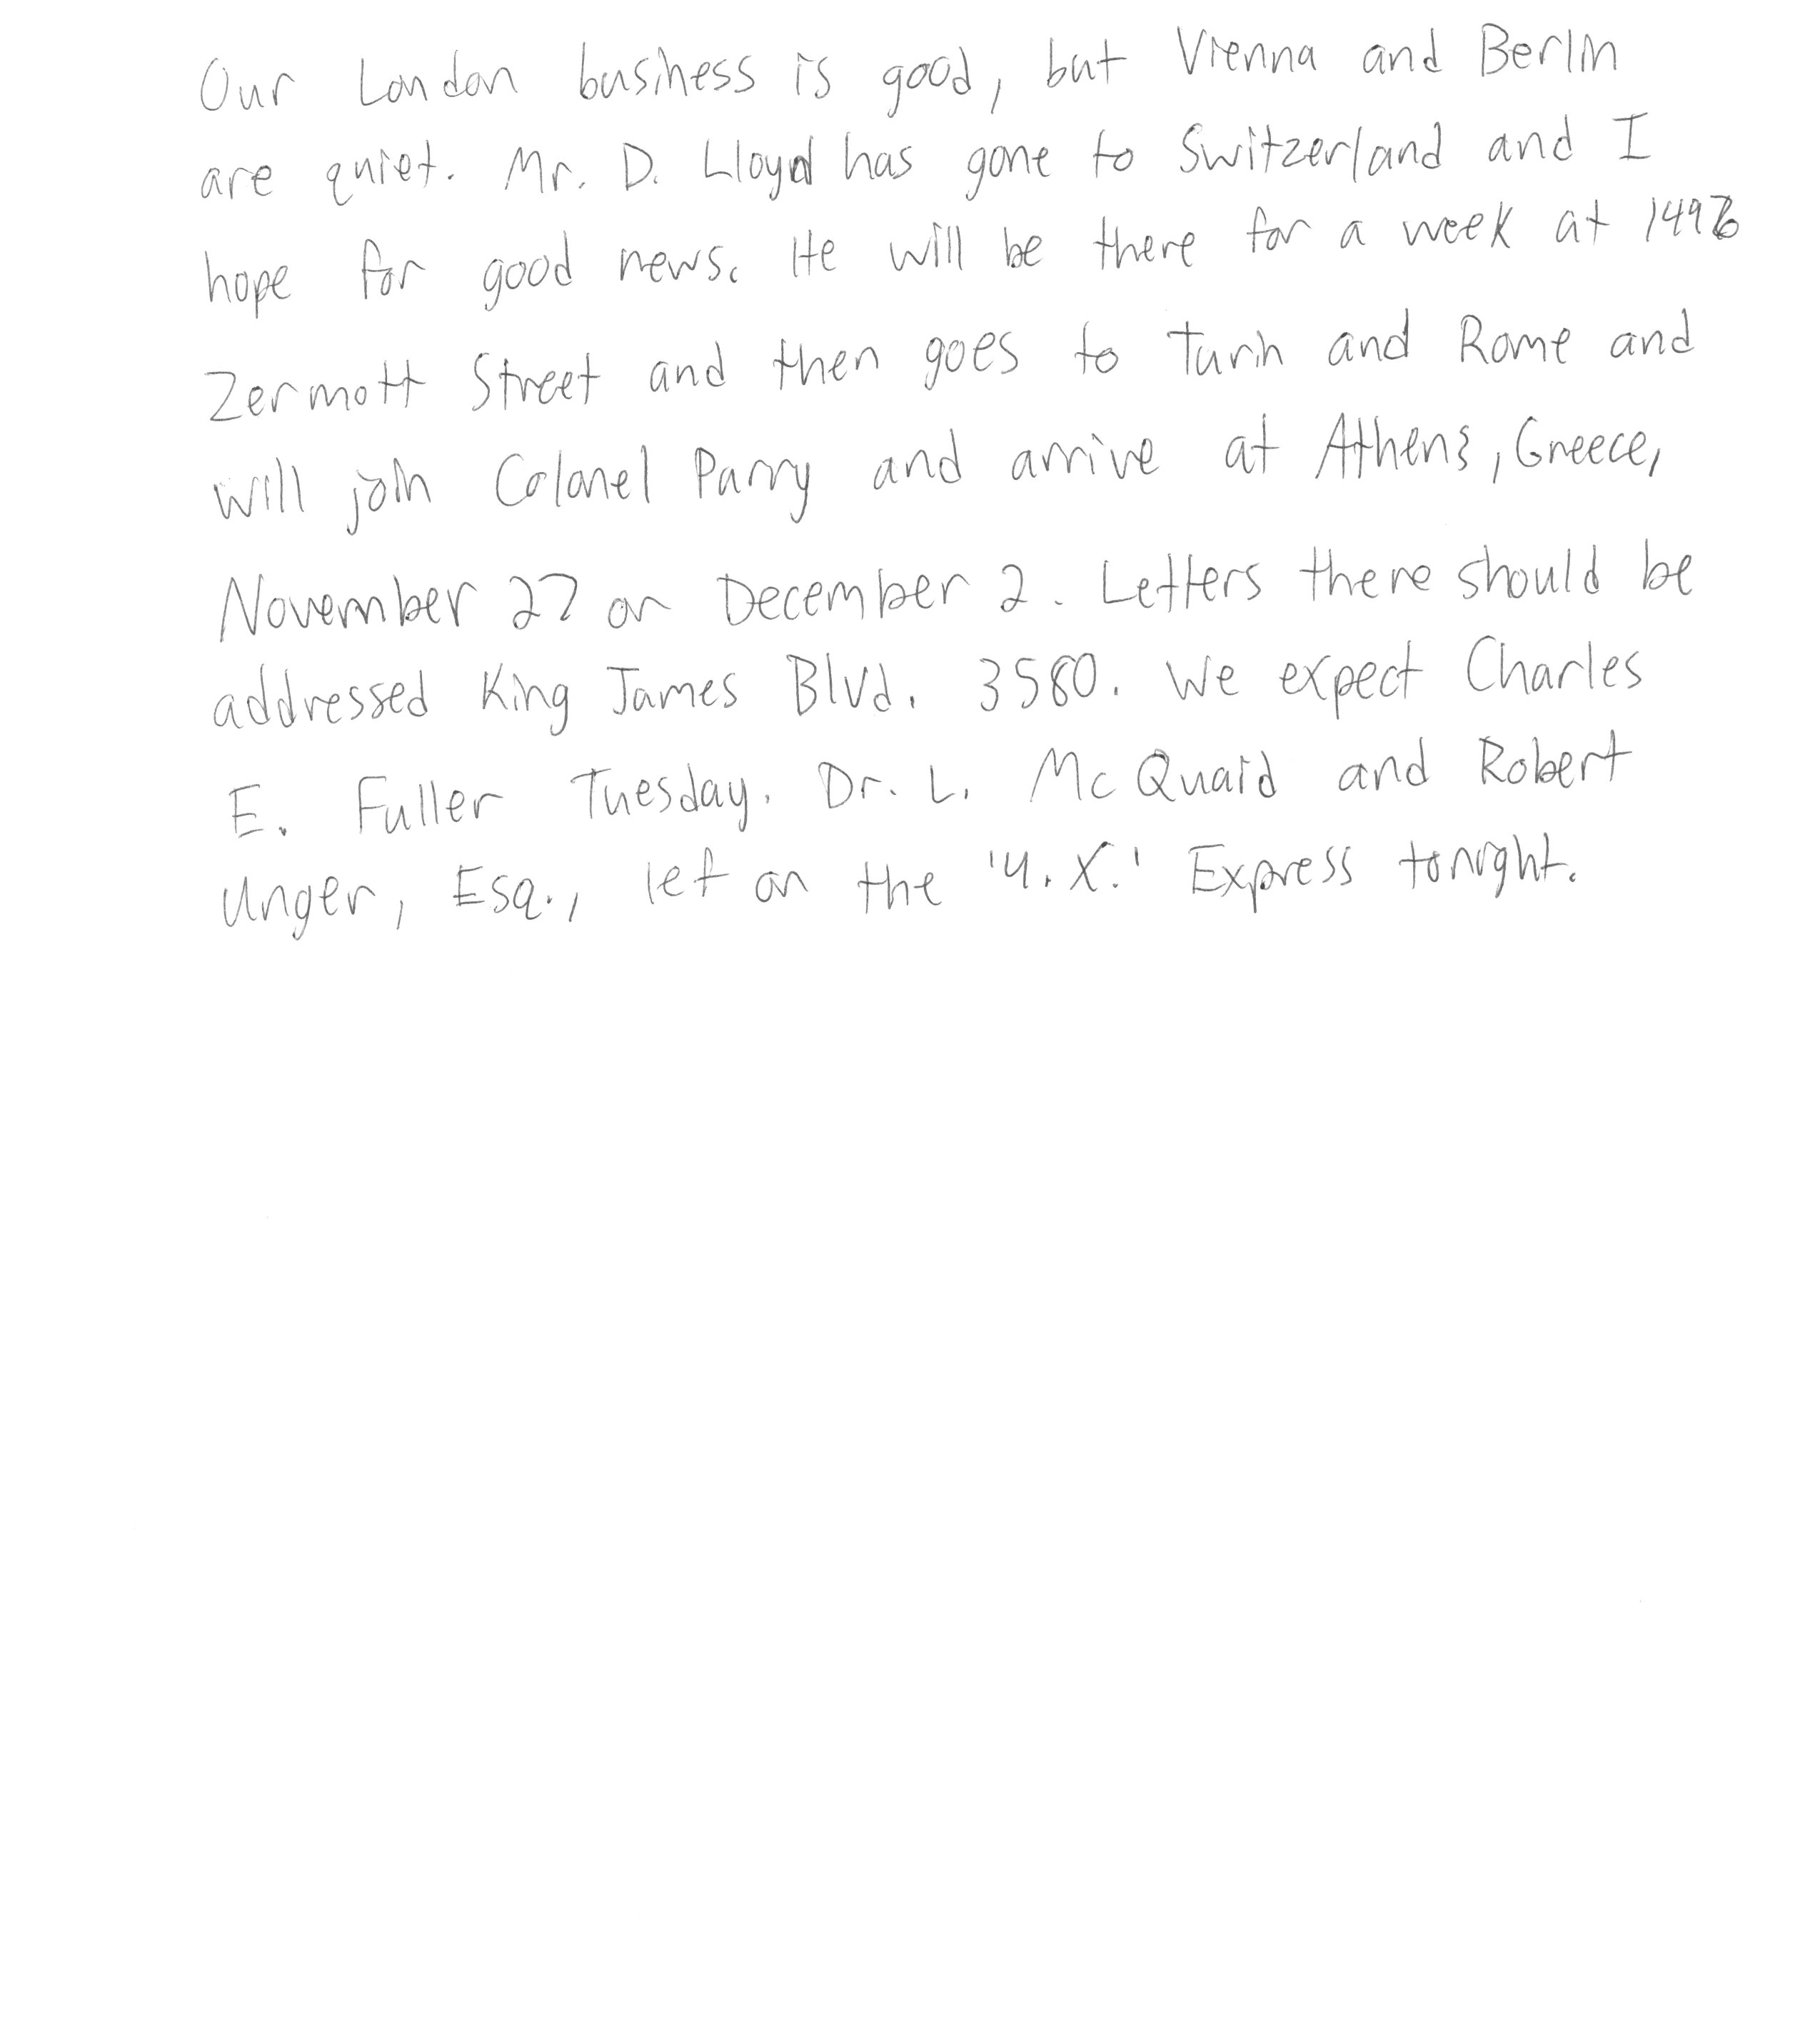 Our London business is good, but Vienna and Berlin
are quiet. Mr. D. Lloyd has gone to Switzerland and I
hope for good news. He will be there for a week at 1496
Zermott Street and then goes to Turin and Rome and
will join Colonel Parry and arrive at Athens, Greece,
November 27 or December 2. Letters there should be
addressed King James Blvd. 3580. We expect Charles
E. Fuller Tuesday. Dr. L. McQuaid and Robert
Unger, Esq., left on the 'Y.X.' Express tonight.